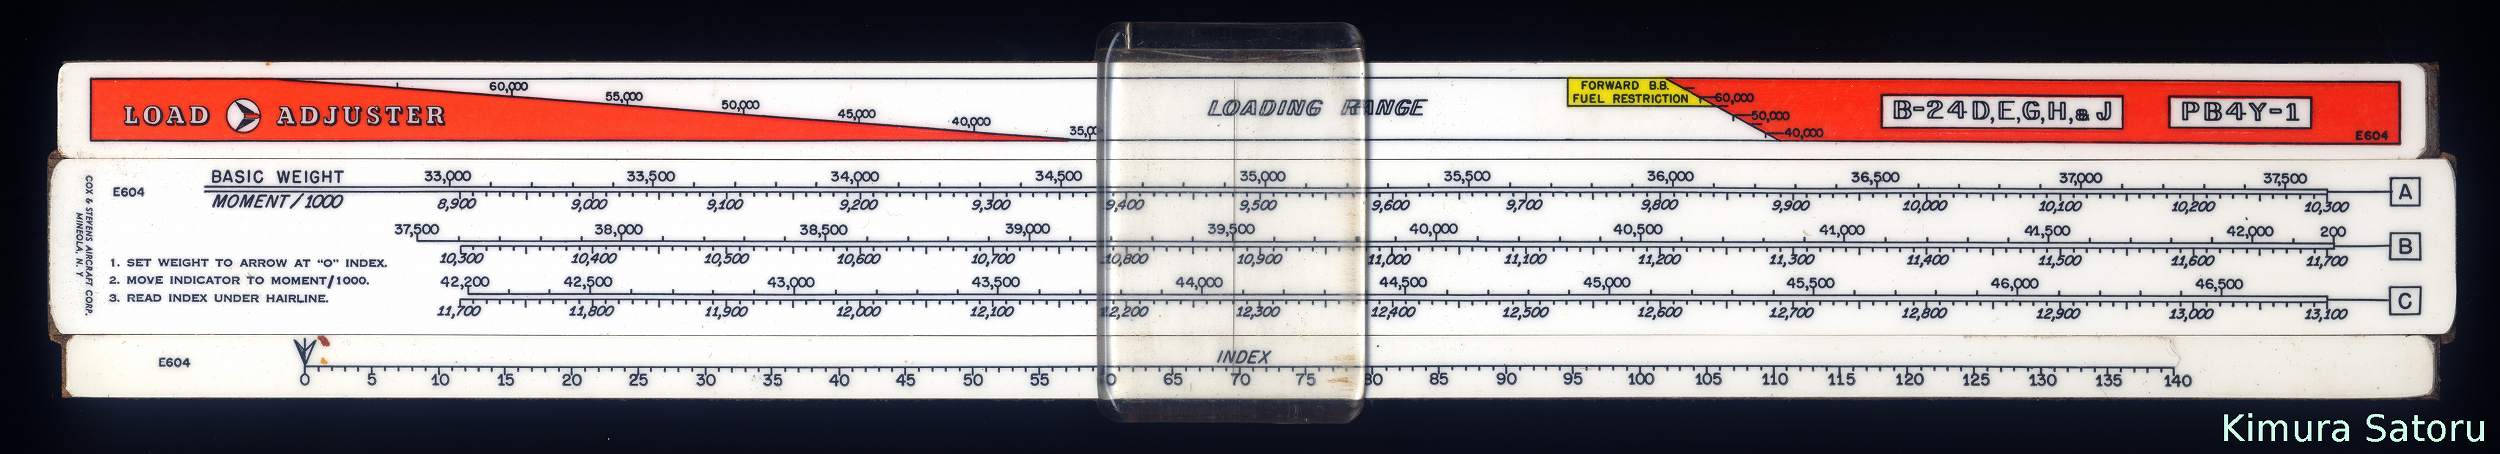 LOAD ADJUSTER
60,000 55,000 50,000 45,000 40,000 35,00
LOADING RANGE
FORWARD B.B.
FUEL RESTRICTION
60,000
50,000
40,000
B-24D,E,G,H,& J
PB4Y-1
E604
COX & STEVENS AIRCRAFT CORP.
MINEOLA, N. Y
E604
BASIC WEIGHT 33,000 33,500 34,000 34,500 35,000 35,500 36,000 36,500 37,000 37,500
MOMENT/1000 8,900 9,000 9,100 9,200 9,300 9,400 9,500 9,600 9,700 9,800 9,900 10,000 10,100 10,200 10,300
A
37,500 38,000 38,500 39,000 39,500 40,000 40,500 41,000 41,500 42,000 200
10,300 10,400 10,500 10,600 10,700 10,800 10,900 11,000 11,100 11,200 11,300 11,400 11,500 11,600 11,700
B
42,200 42,500 43,000 43,500 44,000 44,500 45,000 45,500 46,000 46,500
11,700 11,800 11,900 12,000 12,100 12,200 12,300 12,400 12,500 12,600 12,700 12,800 12,900 13,000 13,100
C
1. SET WEIGHT TO ARROW AT "O" INDEX.
2. MOVE INDICATOR TO MOMENT/1000.
3. READ INDEX UNDER HAIRLINE.
E604
INDEX
0 5 10 15 20 25 30 35 40 45 50 55 60 65 70 75 80 85 90 95 100 105 110 115 120 125 130 135 140
Kimura Satoru